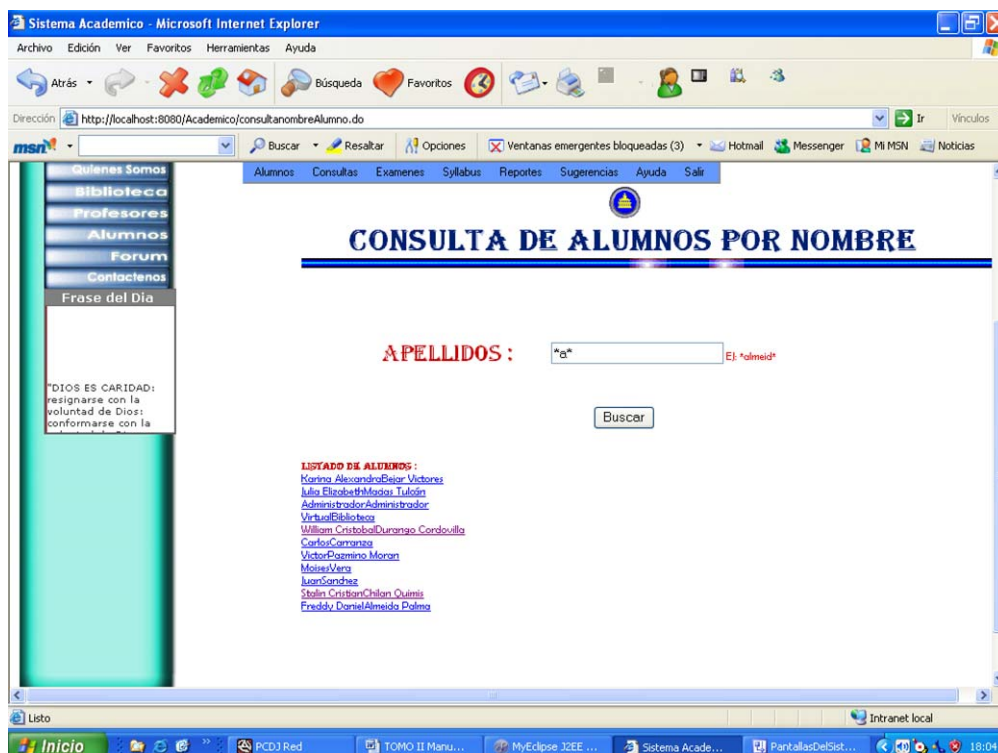 Sistema Academico - Microsoft Internet Explorer
Archivo Edición Ver Favoritos Herramientas Ayuda
Atrás Búsqueda Favoritos
Dirección http://localhost:8080/Academico/consultanombreAlumno.do Ir Vínculos
msn Buscar Resaltar Opciones Ventanas emergentes bloqueadas (3) Hotmail Messenger Mi MSN Noticias
Quienes Somos
Biblioteca
Profesores
Alumnos
Forum
Contactenos
Frase del Dia
"DIOS ES CARIDAD:
resignarse con la
voluntad de Dios:
conformarse con la
Alumnos Consultas Examenes Syllabus Reportes Sugerencias Ayuda Salir
CONSULTA DE ALUMNOS POR NOMBRE
APELLIDOS : *a* Ej: *almeid*
Buscar
LISTADO DE ALUMNOS :
Karina AlexandraBejar Victores
Julia ElizabethMacias Tulcán
AdministradorAdministrador
VirtualBiblioteca
William CristobalDurango Cordovilla
CarlosCarranza
VictorPazmino Moran
MoisesVera
JuanSanchez
Stalin CristianChilan Quimis
Freddy DanielAlmeida Palma
Listo Intranet local
Inicio PCDJ Red TOMO II Manu... MyEclipse J2EE ... Sistema Acade... PantallasDelSist... 18:04